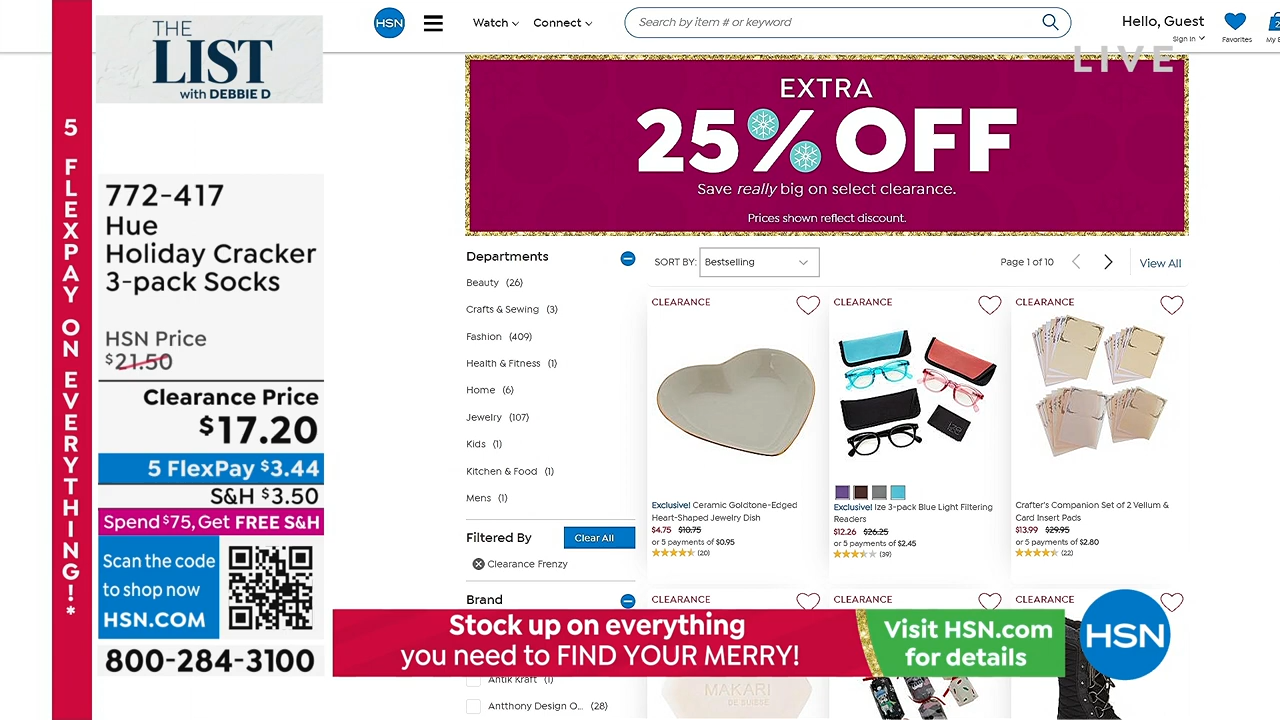 5 FLEXPAY ON EVERYTHING!*
THE
LIST
with DEBBIE D
772-417
Hue
Holiday Cracker
3-pack Socks
HSN Price
$21.50
Clearance Price
$17.20
5 FlexPay $3.44
S&H $3.50
Spend $75, Get FREE S&H
Scan the code
to shop now
HSN.COM
800-284-3100
HSN
Watch
Connect
Search by item # or keyword
Hello, Guest
Sign In
Favorites
2
LIVE
EXTRA
25% OFF
Save really big on select clearance.
Prices shown reflect discount.
Departments
Beauty (26)
Crafts & Sewing (3)
Fashion (409)
Health & Fitness (1)
Home (6)
Jewelry (107)
Kids (1)
Kitchen & Food (1)
Mens (1)
Filtered By
Clear All
Clearance Frenzy
Brand
Antik Kraft (1)
Antthony Design O... (28)
SORT BY: Bestselling
Page 1 of 10
View All
CLEARANCE
Exclusive! Ceramic Goldtone-Edged
Heart-Shaped Jewelry Dish
$4.75 $10.75
or 5 payments of $0.95
(20)
CLEARANCE
Ize
Exclusive! Ize 3-pack Blue Light Filtering
Readers
$12.26 $26.25
or 5 payments of $2.45
(39)
CLEARANCE
Crafter's Companion Set of 2 Vellum &
Card Insert Pads
$13.99 $29.95
or 5 payments of $2.80
(22)
CLEARANCE
CLEARANCE
CLEARANCE
MAKARI
DE SUISSE
Stock up on everything
you need to FIND YOUR MERRY!
Visit HSN.com
for details
HSN